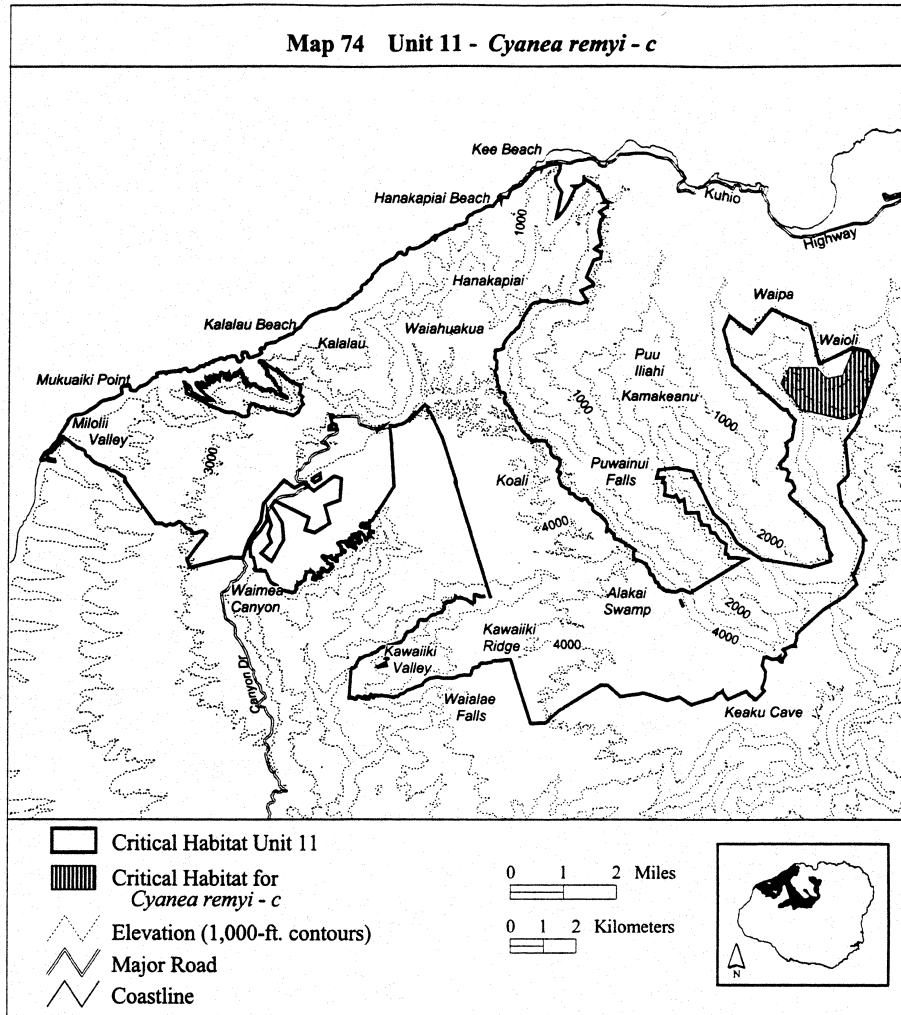 Map 74 Unit 11 - Cyanea remyi - c
Kee Beach
Hanakapiai Beach
Kuhio
Highway
1000
Hanakapiai
Waipa
Kalalau Beach
Waiahuakua
Waioli
Kalalau
Puu
Iliahi
Mukuaiki Point
Kamakeanu
1000
1000
Milolii
Valley
3000
Puwainui
Falls
Koali
4000
2000
Waimea
Canyon
Alakai
Swamp
2000
4000
Kawaiiki
Ridge
4000
Kawaiiki
Valley
Canyon Dr
Waialae
Falls
Keaku Cave
Critical Habitat Unit 11
Critical Habitat for
Cyanea remyi - c
Elevation (1,000-ft. contours)
Major Road
Coastline
0 1 2 Miles
0 1 2 Kilometers
N